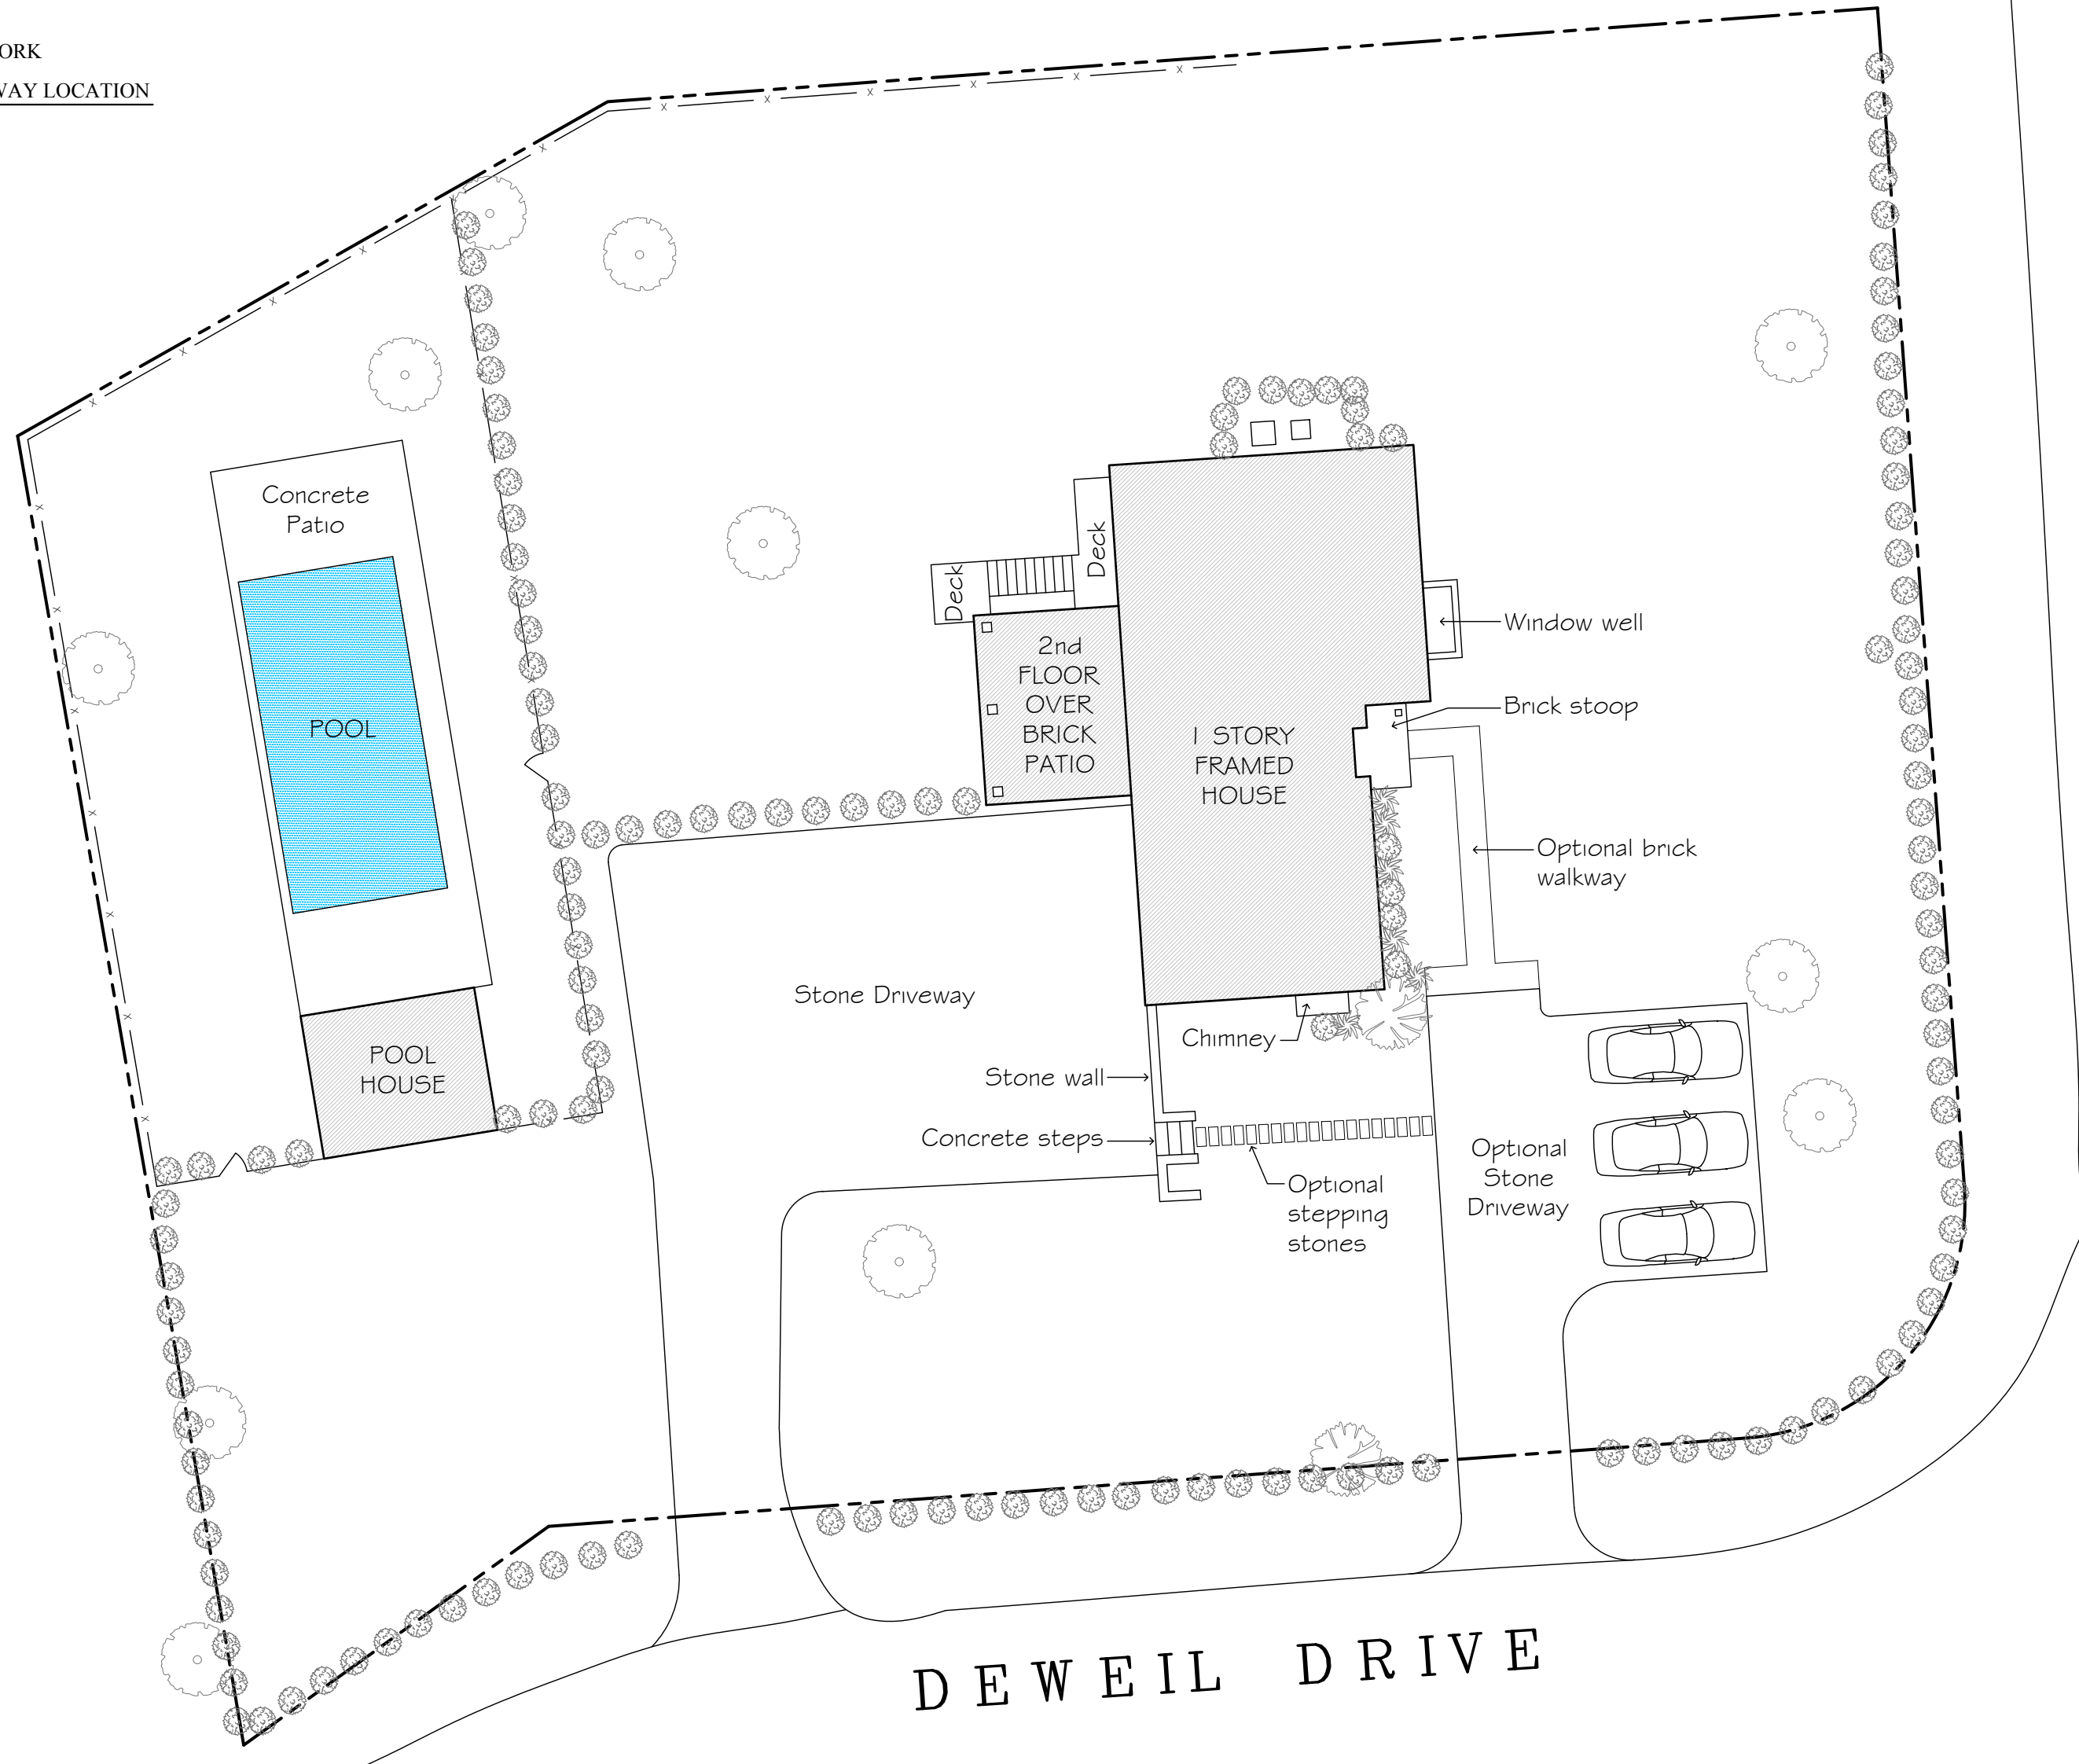 ORK
WAY LOCATION
Concrete
Patio
POOL
POOL
HOUSE
Deck
Deck
2nd
FLOOR
OVER
BRICK
PATIO
1 STORY
FRAMED
HOUSE
Window well
Brick stoop
Optional brick
walkway
Stone Driveway
Chimney
Stone wall
Concrete steps
Optional
stepping
stones
Optional
Stone
Driveway
DEWEIL DRIVE